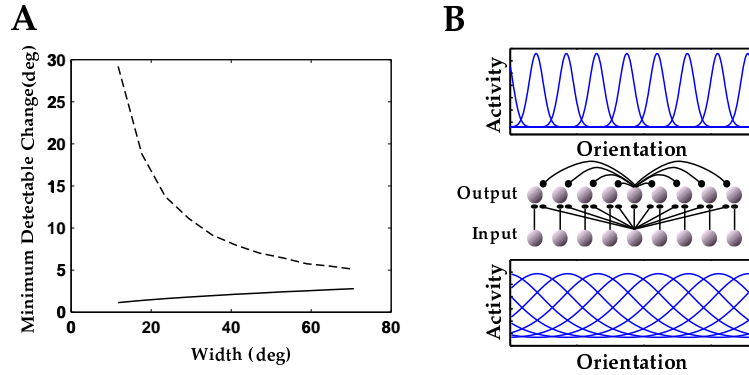 A
Minimum Detectable Change(deg)
30
25
20
15
10
5
0
0 20 40 60 80
Width (deg)
B
Activity
Orientation
Output
Input
Activity
Orientation